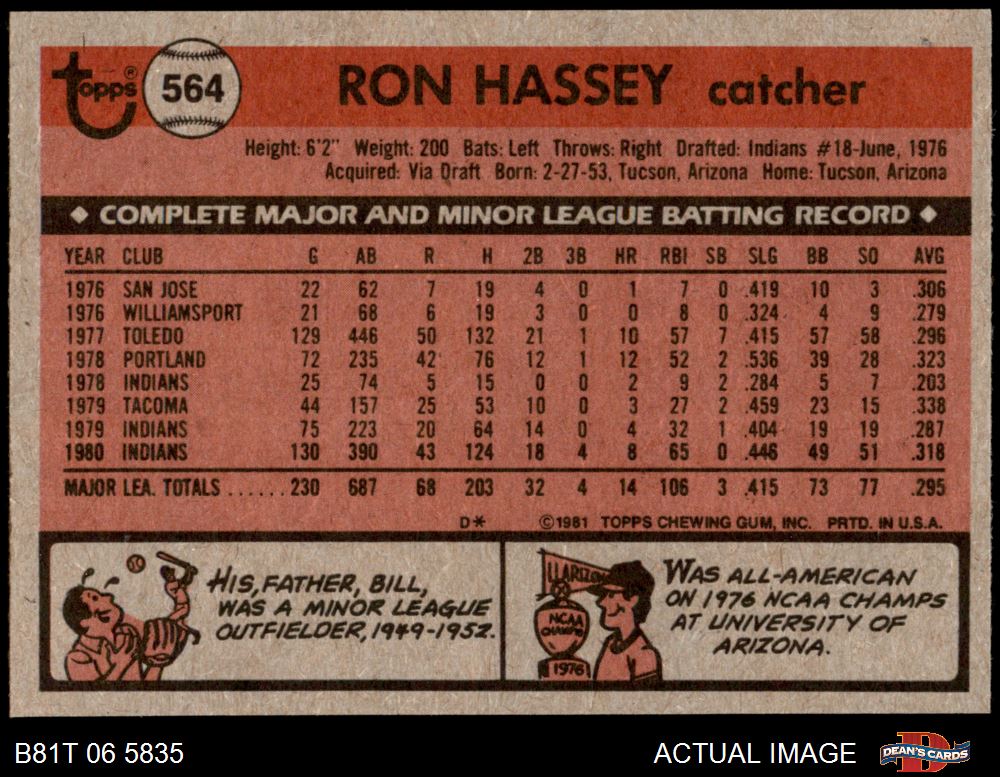 topps® 564 RON HASSEY catcher
Height: 6'2" Weight: 200 Bats: Left Throws: Right Drafted: Indians #18-June, 1976
Acquired: Via Draft Born: 2-27-53, Tucson, Arizona Home: Tucson, Arizona
◆ COMPLETE MAJOR AND MINOR LEAGUE BATTING RECORD ◆
YEAR CLUB G AB R H 2B 3B HR RBI SB SLG BB SO AVG
1976 SAN JOSE 22 62 7 19 4 0 1 7 0 .419 10 3 .306
1976 WILLIAMSPORT 21 68 6 19 3 0 0 8 0 .324 4 9 .279
1977 TOLEDO 129 446 50 132 21 1 10 57 7 .415 57 58 .296
1978 PORTLAND 72 235 42 76 12 1 12 52 2 .536 39 28 .323
1978 INDIANS 25 74 5 15 0 0 2 9 2 .284 5 7 .203
1979 TACOMA 44 157 25 53 10 0 3 27 2 .459 23 15 .338
1979 INDIANS 75 223 20 64 14 0 4 32 1 .404 19 19 .287
1980 INDIANS 130 390 43 124 18 4 8 65 0 .446 49 51 .318
MAJOR LEA. TOTALS ...... 230 687 68 203 32 4 14 106 3 .415 73 77 .295
D* ©1981 TOPPS CHEWING GUM, INC. PRTD. IN U.S.A.
HIS, FATHER, BILL,
WAS A MINOR LEAGUE
OUTFIELDER, 1949-1952.
U ARIZONA
NCAA
CHAMPS
1976
WAS ALL-AMERICAN
ON 1976 NCAA CHAMPS
AT UNIVERSITY OF
ARIZONA.
B81T 06 5835 ACTUAL IMAGE DEAN'S CARDS